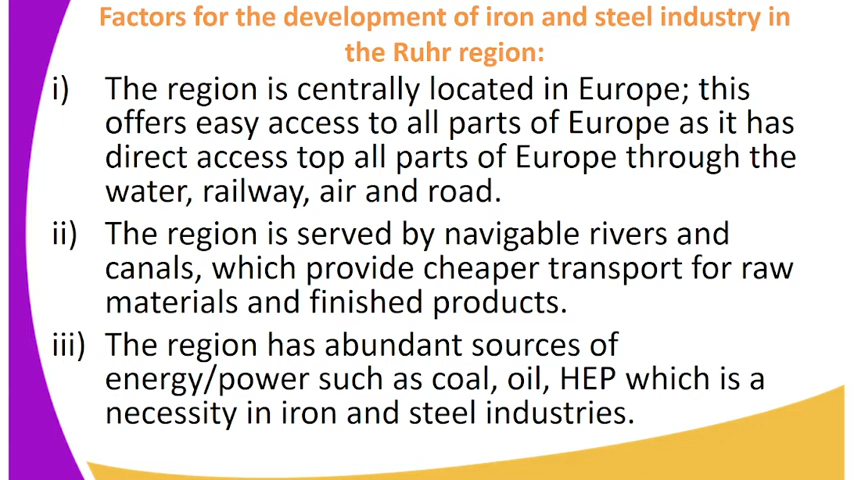 Factors for the development of iron and steel industry in
the Ruhr region:
i) The region is centrally located in Europe; this
offers easy access to all parts of Europe as it has
direct access top all parts of Europe through the
water, railway, air and road.
ii) The region is served by navigable rivers and
canals, which provide cheaper transport for raw
materials and finished products.
iii) The region has abundant sources of
energy/power such as coal, oil, HEP which is a
necessity in iron and steel industries.